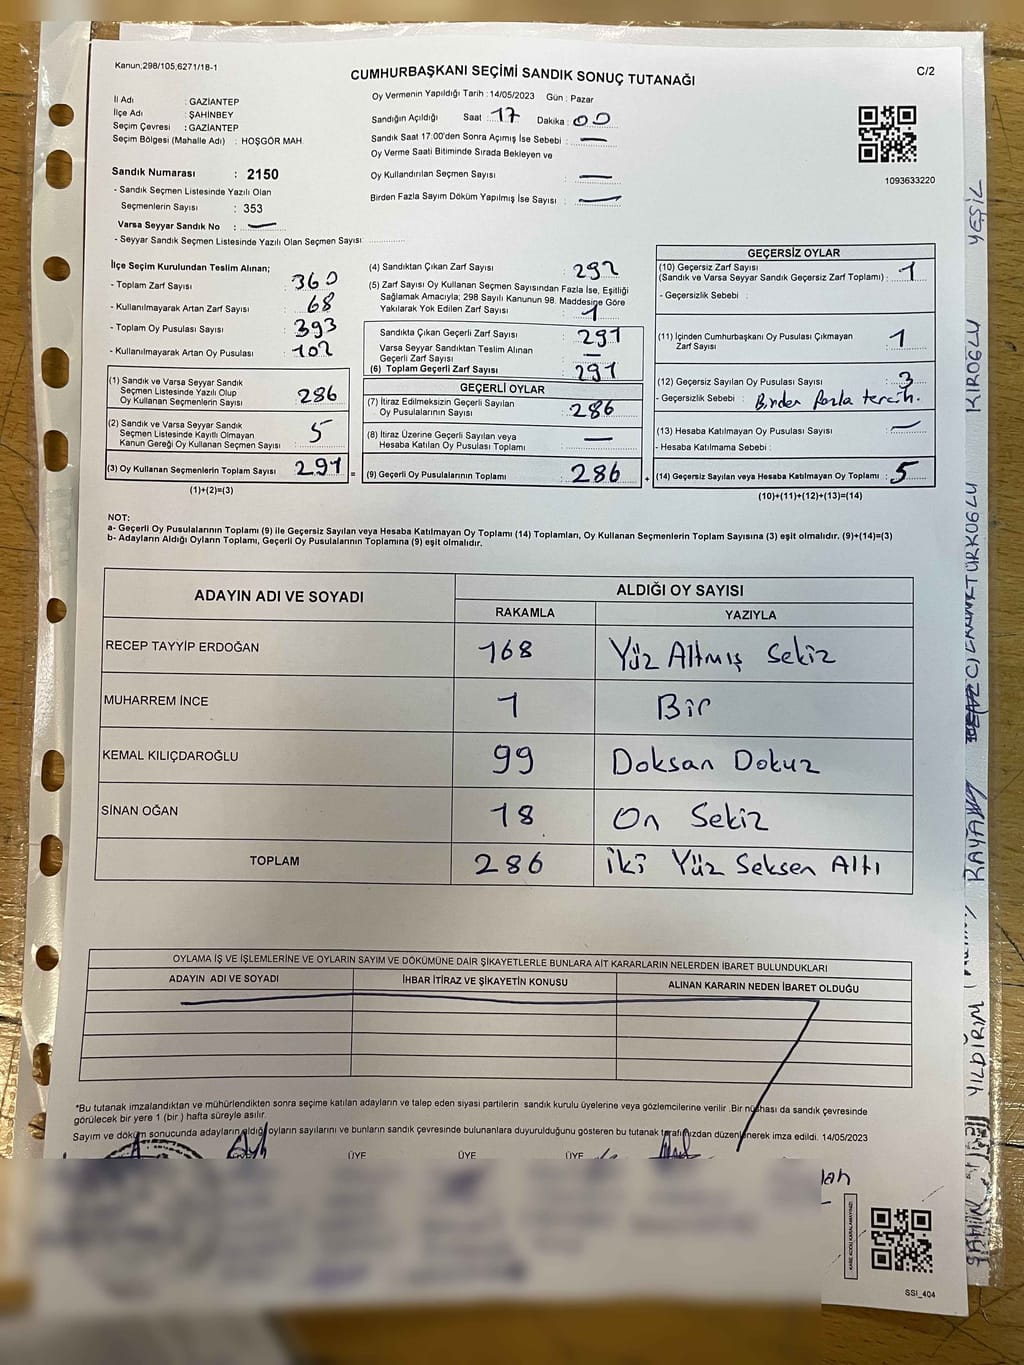 Kanun,298/105,6271/18-1
CUMHURBAŞKANI SEÇİMİ SANDIK SONUÇ TUTANAĞI
C/2
İl Adı : GAZİANTEP
İlçe Adı : ŞAHİNBEY
Seçim Çevresi : GAZİANTEP
Seçim Bölgesi (Mahalle Adı) : HOŞGÖR MAH.
Sandık Numarası : 2150
- Sandık Seçmen Listesinde Yazılı Olan
Seçmenlerin Sayısı : 353
Varsa Seyyar Sandık No : —
- Seyyar Sandık Seçmen Listesinde Yazılı Olan Seçmen Sayısı:
Oy Vermenin Yapıldığı Tarih : 14/05/2023 Gün : Pazar
Sandığın Açıldığı Saat : 17 Dakika : 00
Sandık Saat 17:00'den Sonra Açımış İse Sebebi : —
Oy Verme Saati Bitiminde Sırada Bekleyen ve
Oy Kullandırılan Seçmen Sayısı : —
Birden Fazla Sayım Döküm Yapılmış İse Sayısı : —
1093633220
İlçe Seçim Kurulundan Teslim Alınan;
- Toplam Zarf Sayısı : 360
- Kullanılmayarak Artan Zarf Sayısı : 68
- Toplam Oy Pusulası Sayısı : 393
- Kullanılmayarak Artan Oy Pusulası : 102
(1) Sandık ve Varsa Seyyar Sandık
Seçmen Listesinde Yazılı Olup
Oy Kullanan Seçmenlerin Sayısı : 286
(2) Sandık ve Varsa Seyyar Sandık
Seçmen Listesinde Kayıtlı Olmayan
Kanun Gereği Oy Kullanan Seçmen Sayısı : 5
(3) Oy Kullanan Seçmenlerin Toplam Sayısı : 291 =
(1)+(2)=(3)
(4) Sandıktan Çıkan Zarf Sayısı : 292
(5) Zarf Sayısı Oy Kullanan Seçmen Sayısından Fazla İse, Eşitliği
Sağlamak Amacıyla; 298 Sayılı Kanunun 98. Maddesine Göre
Yakılarak Yok Edilen Zarf Sayısı : 1
Sandıkta Çıkan Geçerli Zarf Sayısı : 291
Varsa Seyyar Sandıktan Teslim Alınan
Geçerli Zarf Sayısı : —
(6) Toplam Geçerli Zarf Sayısı : 291
GEÇERLİ OYLAR
(7) İtiraz Edilmeksizin Geçerli Sayılan
Oy Pusulalarının Sayısı : 286
(8) İtiraz Üzerine Geçerli Sayılan veya
Hesaba Katılan Oy Pusulası Toplamı : —
(9) Geçerli Oy Pusulalarının Toplamı : 286 +
GEÇERSİZ OYLAR
(10) Geçersiz Zarf Sayısı
(Sandık ve Varsa Seyyar Sandık Geçersiz Zarf Toplamı) : 1
- Geçersizlik Sebebi :
(11) İçinden Cumhurbaşkanı Oy Pusulası Çıkmayan
Zarf Sayısı : 1
(12) Geçersiz Sayılan Oy Pusulası Sayısı : 3
- Geçersizlik Sebebi : Birden fazla tercih.
(13) Hesaba Katılmayan Oy Pusulası Sayısı : —
- Hesaba Katılmama Sebebi :
(14) Geçersiz Sayılan veya Hesaba Katılmayan Oy Toplamı : 5
(10)+(11)+(12)+(13)=(14)
NOT:
a- Geçerli Oy Pusulalarının Toplamı (9) ile Geçersiz Sayılan veya Hesaba Katılmayan Oy Toplamı (14) Toplamları, Oy Kullanan Seçmenlerin Toplam Sayısına (3) eşit olmalıdır. (9)+(14)=(3)
b- Adayların Aldığı Oyların Toplamı, Geçerli Oy Pusulalarının Toplamına (9) eşit olmalıdır.
ADAYIN ADI VE SOYADI
ALDIĞI OY SAYISI
RAKAMLA YAZIYLA
RECEP TAYYİP ERDOĞAN 168 Yüz Altmış Sekiz
MUHARREM İNCE 1 Bir
KEMAL KILIÇDAROĞLU 99 Doksan Dokuz
SİNAN OĞAN 18 On Sekiz
TOPLAM 286 İki Yüz Seksen Altı
OYLAMA İŞ VE İŞLEMLERİNE VE OYLARIN SAYIM VE DÖKÜMÜNE DAİR ŞİKAYETLERLE BUNLARA AİT KARARLARIN NELERDEN İBARET BULUNDUKLARI
ADAYIN ADI VE SOYADI İHBAR İTİRAZ VE ŞİKAYETİN KONUSU ALINAN KARARIN NEDEN İBARET OLDUĞU
*Bu tutanak imzalandıktan ve mühürlendikten sonra seçime katılan adayların ve talep eden siyasi partilerin sandık kurulu üyelerine veya gözlemcilerine verilir .Bir nüshası da sandık çevresinde
görülecek bir yere 1 (bir ) hafta süreyle asılır.
Sayım ve döküm sonucunda adayların aldığı oyların sayılarını ve bunların sandık çevresinde bulunanlara duyurulduğunu gösteren bu tutanak tarafımızdan düzenlenerek imza edildi. 14/05/2023
ÜYE ÜYE ÜYE
KARE KODU KARALAMAYINIZ!
SSİ_404
YEŞİL
KIROĞLU
TÜRKOĞLU
YILDIRIM
ŞAHİN